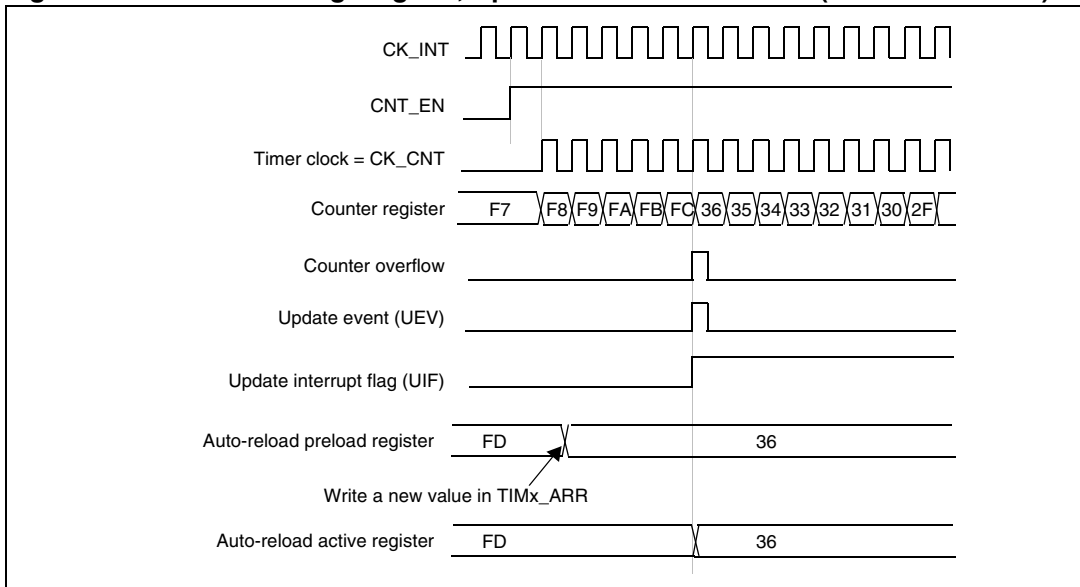 CK_INT
CNT_EN
Timer clock = CK_CNT
Counter register F7 F8 F9 FA FB FC 36 35 34 33 32 31 30 2F
Counter overflow
Update event (UEV)
Update interrupt flag (UIF)
Auto-reload preload register FD 36
Write a new value in TIMx_ARR
Auto-reload active register FD 36